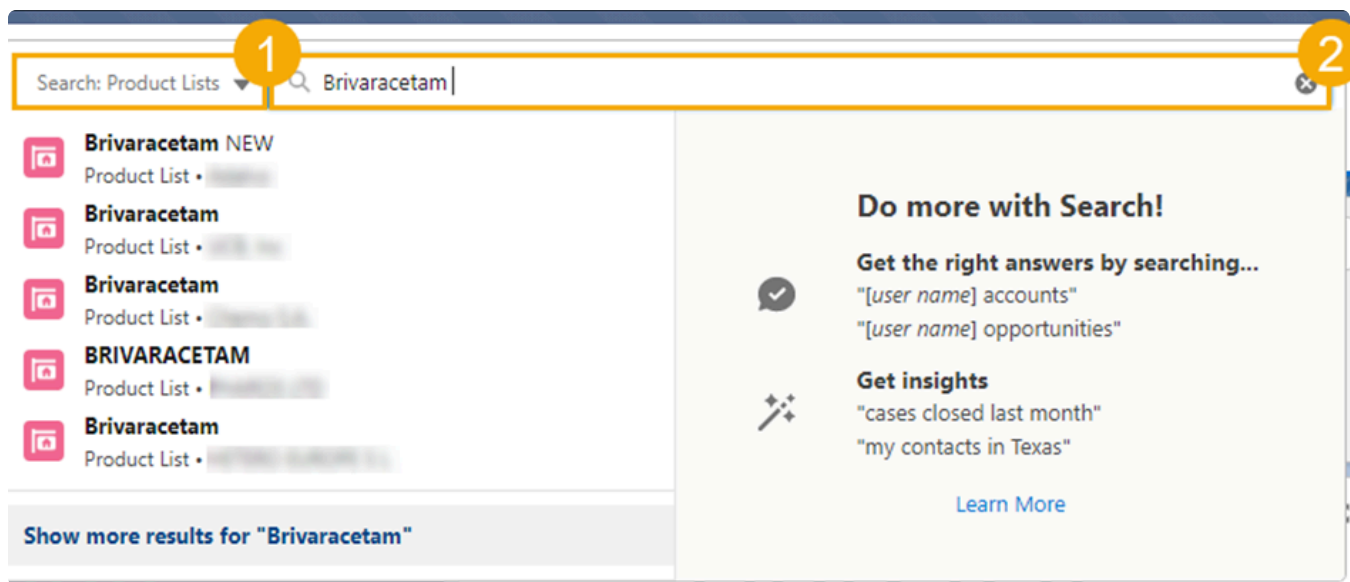 1
2
Search: Product Lists
Brivaracetam
Brivaracetam NEW
Product List •
Brivaracetam
Product List •
Brivaracetam
Product List •
BRIVARACETAM
Product List •
Brivaracetam
Product List •
Show more results for "Brivaracetam"
Do more with Search!
Get the right answers by searching...
"[user name] accounts"
"[user name] opportunities"
Get insights
"cases closed last month"
"my contacts in Texas"
Learn More